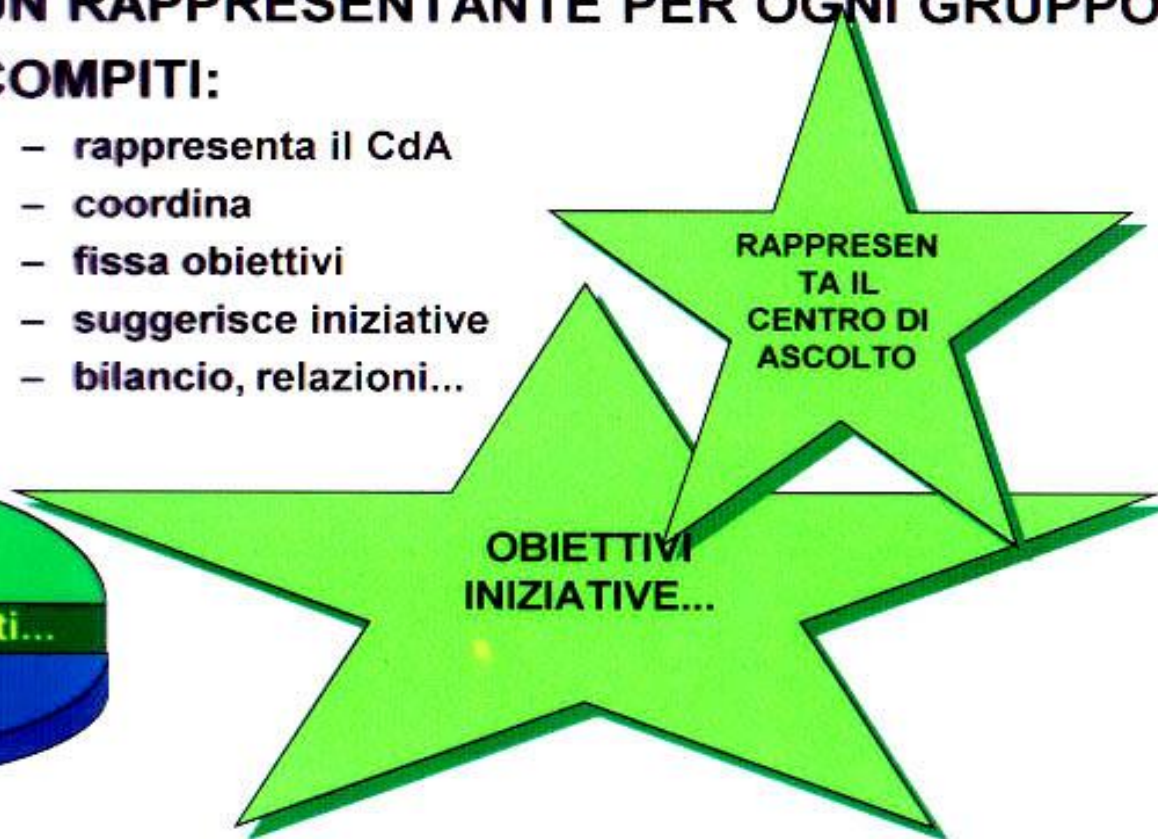 UN RAPPRESENTANTE PER OGNI GRUPPO
COMPITI:
– rappresenta il CdA
– coordina
– fissa obiettivi
– suggerisce iniziative
– bilancio, relazioni...
RAPPRESEN
TA IL
CENTRO DI
ASCOLTO
OBIETTIVI
INIZIATIVE...
ti...